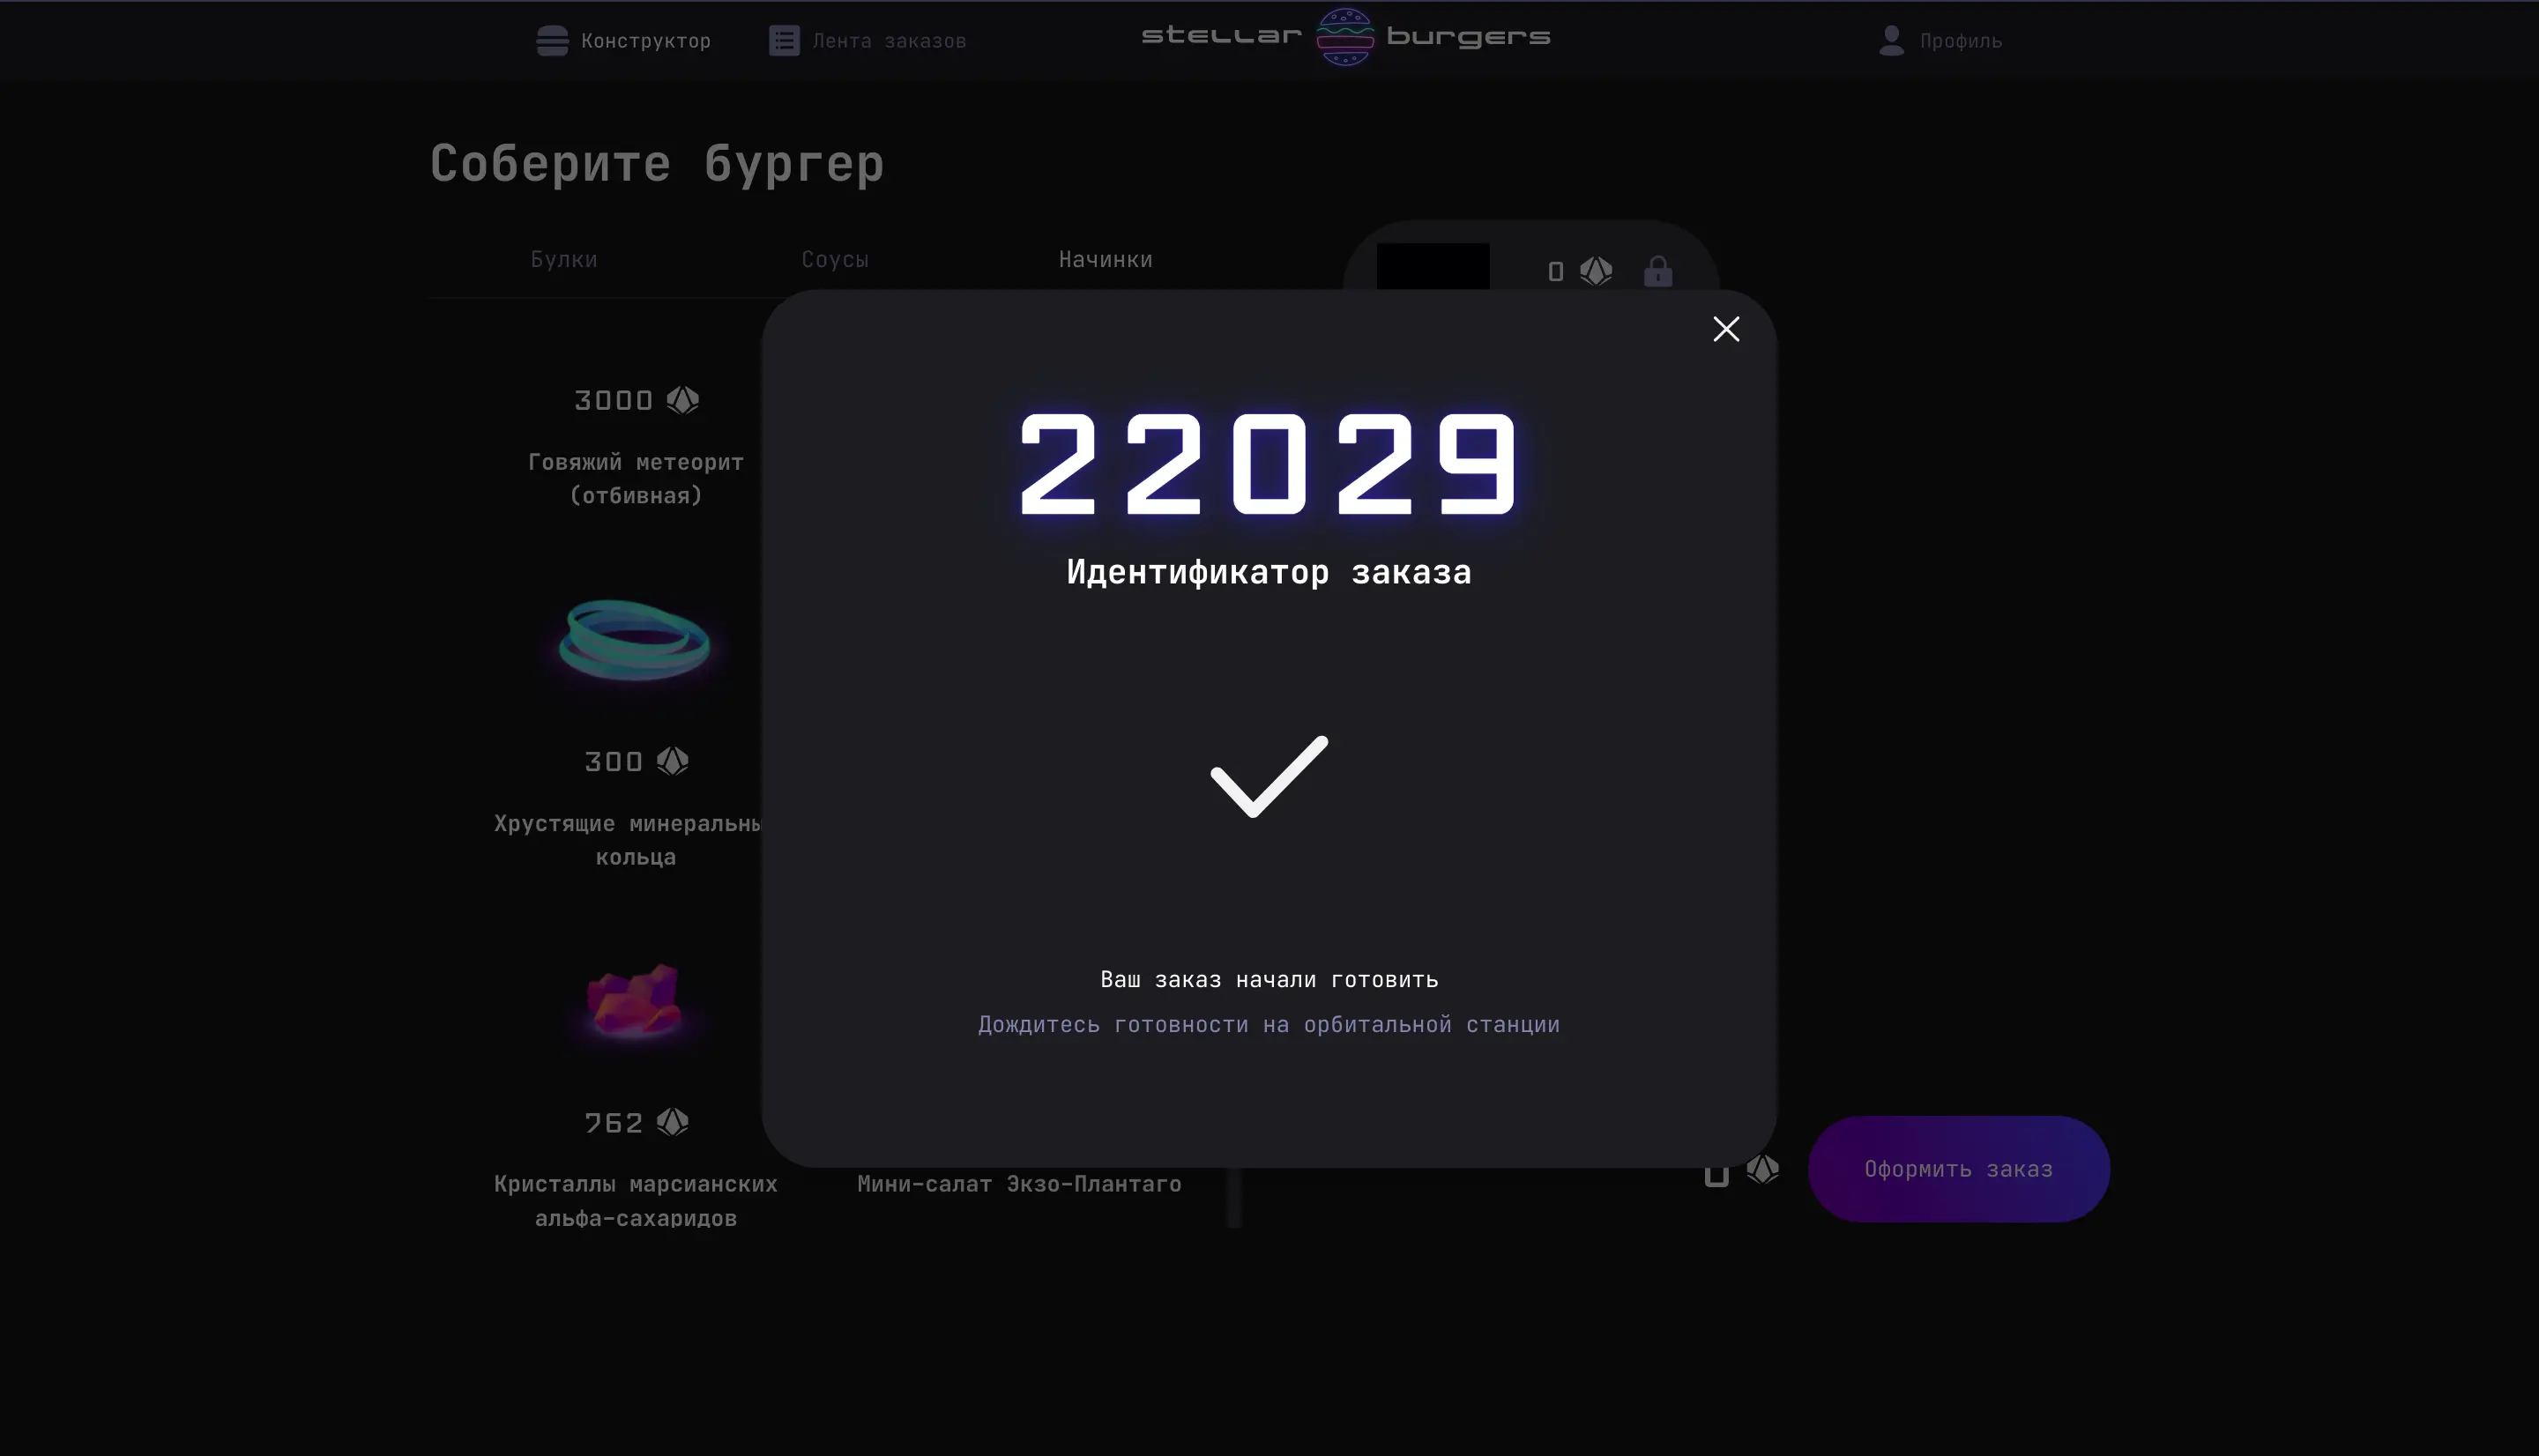 Конструктор
Лента заказов
stellar burgers
Профиль
Соберите бургер
Булки
Соусы
Начинки
0
3000
Говяжий метеорит
(отбивная)
300
Хрустящие минеральны
кольца
762
Кристаллы марсианских
альфа-сахаридов
Мини-салат Экзо-Плантаго
22029
Идентификатор заказа
Ваш заказ начали готовить
Дождитесь готовности на орбитальной станции
0
Оформить заказ